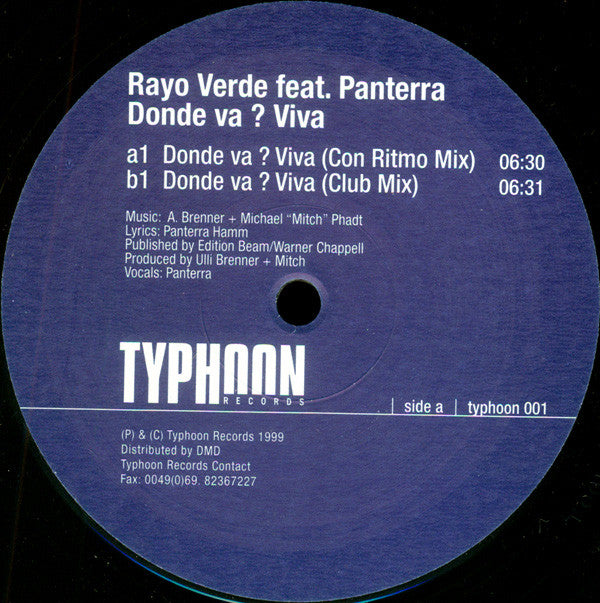 Rayo Verde feat. Panterra
Donde va ? Viva
a1 Donde va ? Viva (Con Ritmo Mix) 06:30
b1 Donde va ? Viva (Club Mix) 06:31
Music: A. Brenner + Michael "Mitch" Phadt
Lyrics: Panterra Hamm
Published by Edition Beam/Warner Chappell
Produced by Ulli Brenner + Mitch
Vocals: Panterra
TYPHOON
RECORDS
side a | typhoon 001
(P) & (C) Typhoon Records 1999
Distributed by DMD
Typhoon Records Contact
Fax: 0049(0)69. 82367227